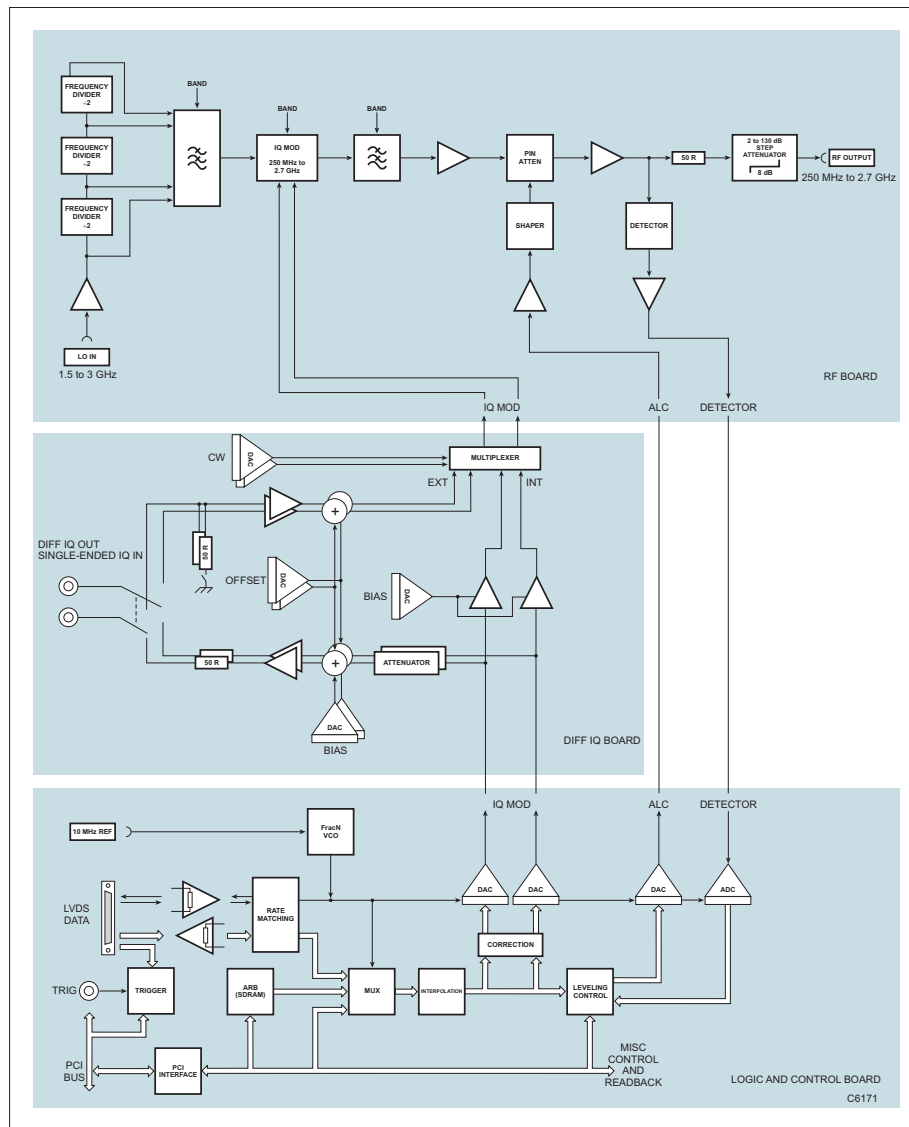 FREQUENCY
DIVIDER
÷2
FREQUENCY
DIVIDER
÷2
FREQUENCY
DIVIDER
÷2
LO IN
1.5 to 3 GHz
BAND
BAND
IQ MOD
250 MHz to
2.7 GHz
BAND
PIN
ATTEN
SHAPER
50 R
DETECTOR
2 to 130 dB
STEP
ATTENUATOR
8 dB
RF OUTPUT
250 MHz to 2.7 GHz
RF BOARD
IQ MOD
ALC
DETECTOR
CW
DAC
MULTIPLEXER
EXT
INT
DIFF IQ OUT
SINGLE-ENDED IQ IN
50 R
+
OFFSET
DAC
BIAS
DAC
50 R
+
ATTENUATOR
DAC
BIAS
DIFF IQ BOARD
IQ MOD
ALC
DETECTOR
10 MHz REF
FracN
VCO
DAC
DAC
DAC
ADC
LVDS
DATA
RATE
MATCHING
CORRECTION
TRIG
TRIGGER
ARB
(SDRAM)
MUX
INTERPOLATION
LEVELING
CONTROL
PCI
BUS
PCI
INTERFACE
MISC
CONTROL
AND
READBACK
LOGIC AND CONTROL BOARD
C6171